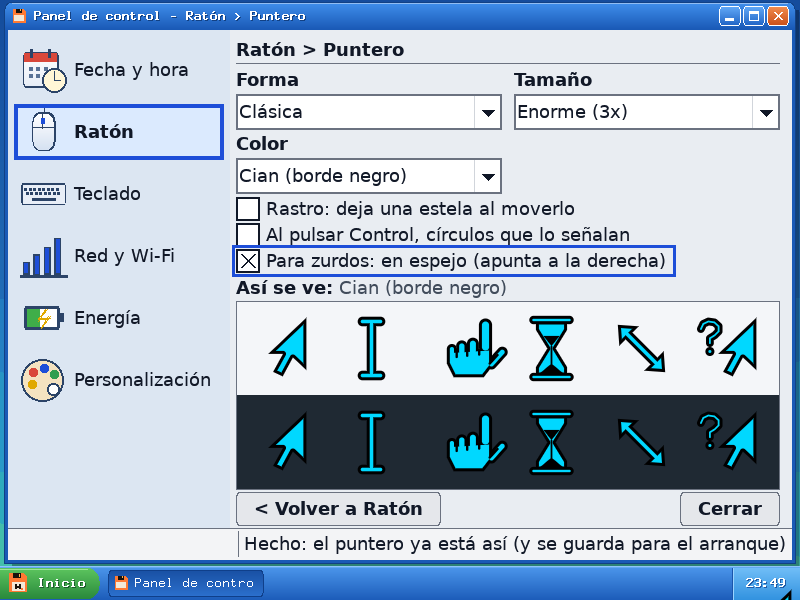 Panel de control - Ratón > Puntero
Fecha y hora
Ratón
Teclado
Red y Wi-Fi
Energía
Personalización
Ratón > Puntero
Forma
Tamaño
Clásica
Enorme (3x)
Color
Cian (borde negro)
Rastro: deja una estela al moverlo
Al pulsar Control, círculos que lo señalan
Para zurdos: en espejo (apunta a la derecha)
Así se ve: Cian (borde negro)
? 
?
< Volver a Ratón
Cerrar
Hecho: el puntero ya está así (y se guarda para el arranque)
Inicio
Panel de contro
23:49